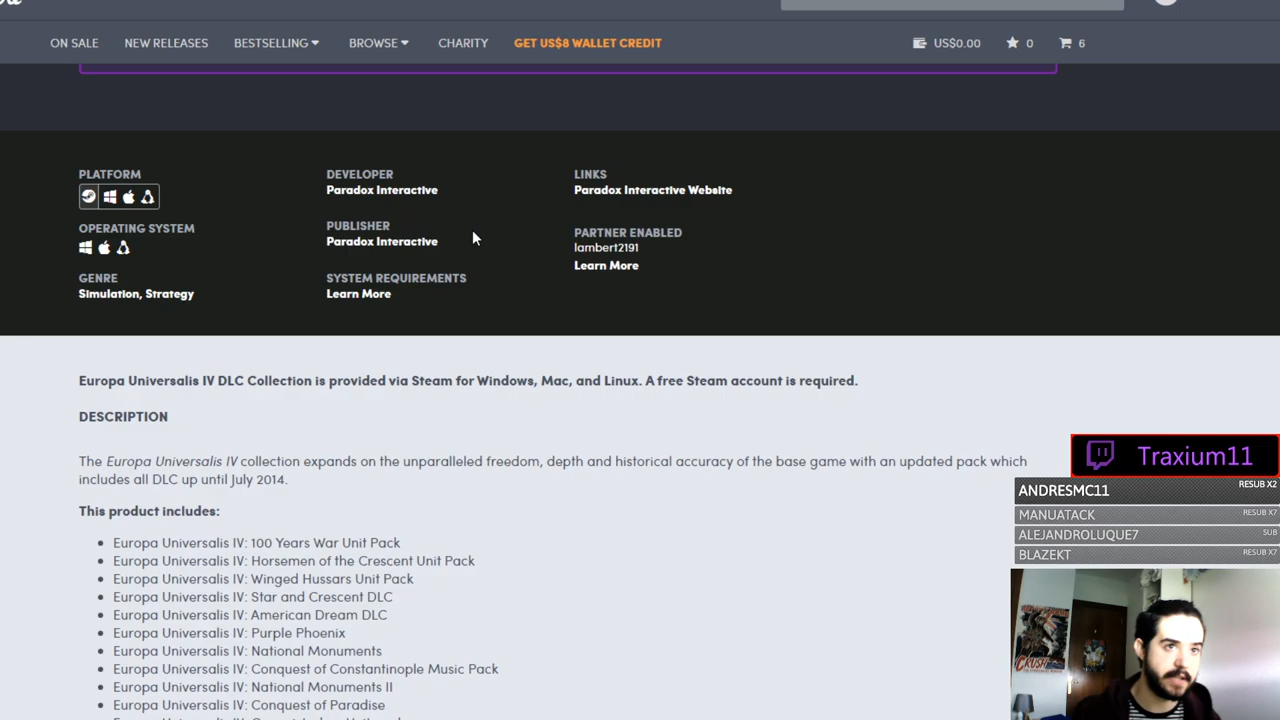 ON SALE
NEW RELEASES
BESTSELLING
BROWSE
CHARITY
GET US$8 WALLET CREDIT
US$0.00
0
6
PLATFORM
OPERATING SYSTEM
GENRE
Simulation, Strategy
DEVELOPER
Paradox Interactive
PUBLISHER
Paradox Interactive
SYSTEM REQUIREMENTS
Learn More
LINKS
Paradox Interactive Website
PARTNER ENABLED
lambert2191
Learn More
Europa Universalis IV DLC Collection is provided via Steam for Windows, Mac, and Linux. A free Steam account is required.
DESCRIPTION
The Europa Universalis IV collection expands on the unparalleled freedom, depth and historical accuracy of the base game with an updated pack which
includes all DLC up until July 2014.
This product includes:
Europa Universalis IV: 100 Years War Unit Pack
Europa Universalis IV: Horsemen of the Crescent Unit Pack
Europa Universalis IV: Winged Hussars Unit Pack
Europa Universalis IV: Star and Crescent DLC
Europa Universalis IV: American Dream DLC
Europa Universalis IV: Purple Phoenix
Europa Universalis IV: National Monuments
Europa Universalis IV: Conquest of Constantinople Music Pack
Europa Universalis IV: National Monuments II
Europa Universalis IV: Conquest of Paradise
Traxium11
ANDRESMC11 RESUB X2
MANUATACK RESUB X7
ALEJANDROLUQUE7 SUB
BLAZEKT RESUB X7
CRUSH